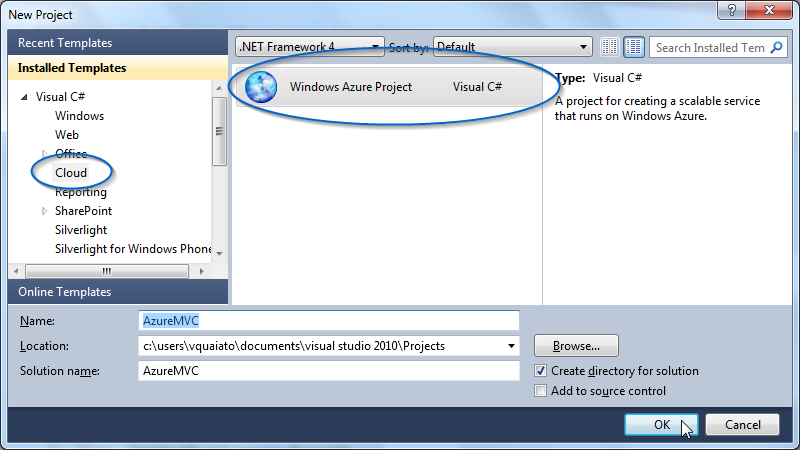 New Project
Recent Templates
Installed Templates
Visual C#
Windows
Web
Office
Cloud
Reporting
SharePoint
Silverlight
Silverlight for Windows Phone
Online Templates
.NET Framework 4 Sort by: Default Search Installed Tem
Windows Azure Project Visual C#
Type: Visual C#
A project for creating a scalable service
that runs on Windows Azure.
Name: AzureMVC
Location: c:\users\vquaiato\documents\visual studio 2010\Projects Browse...
Solution name: AzureMVC
Create directory for solution
Add to source control
OK Cancel